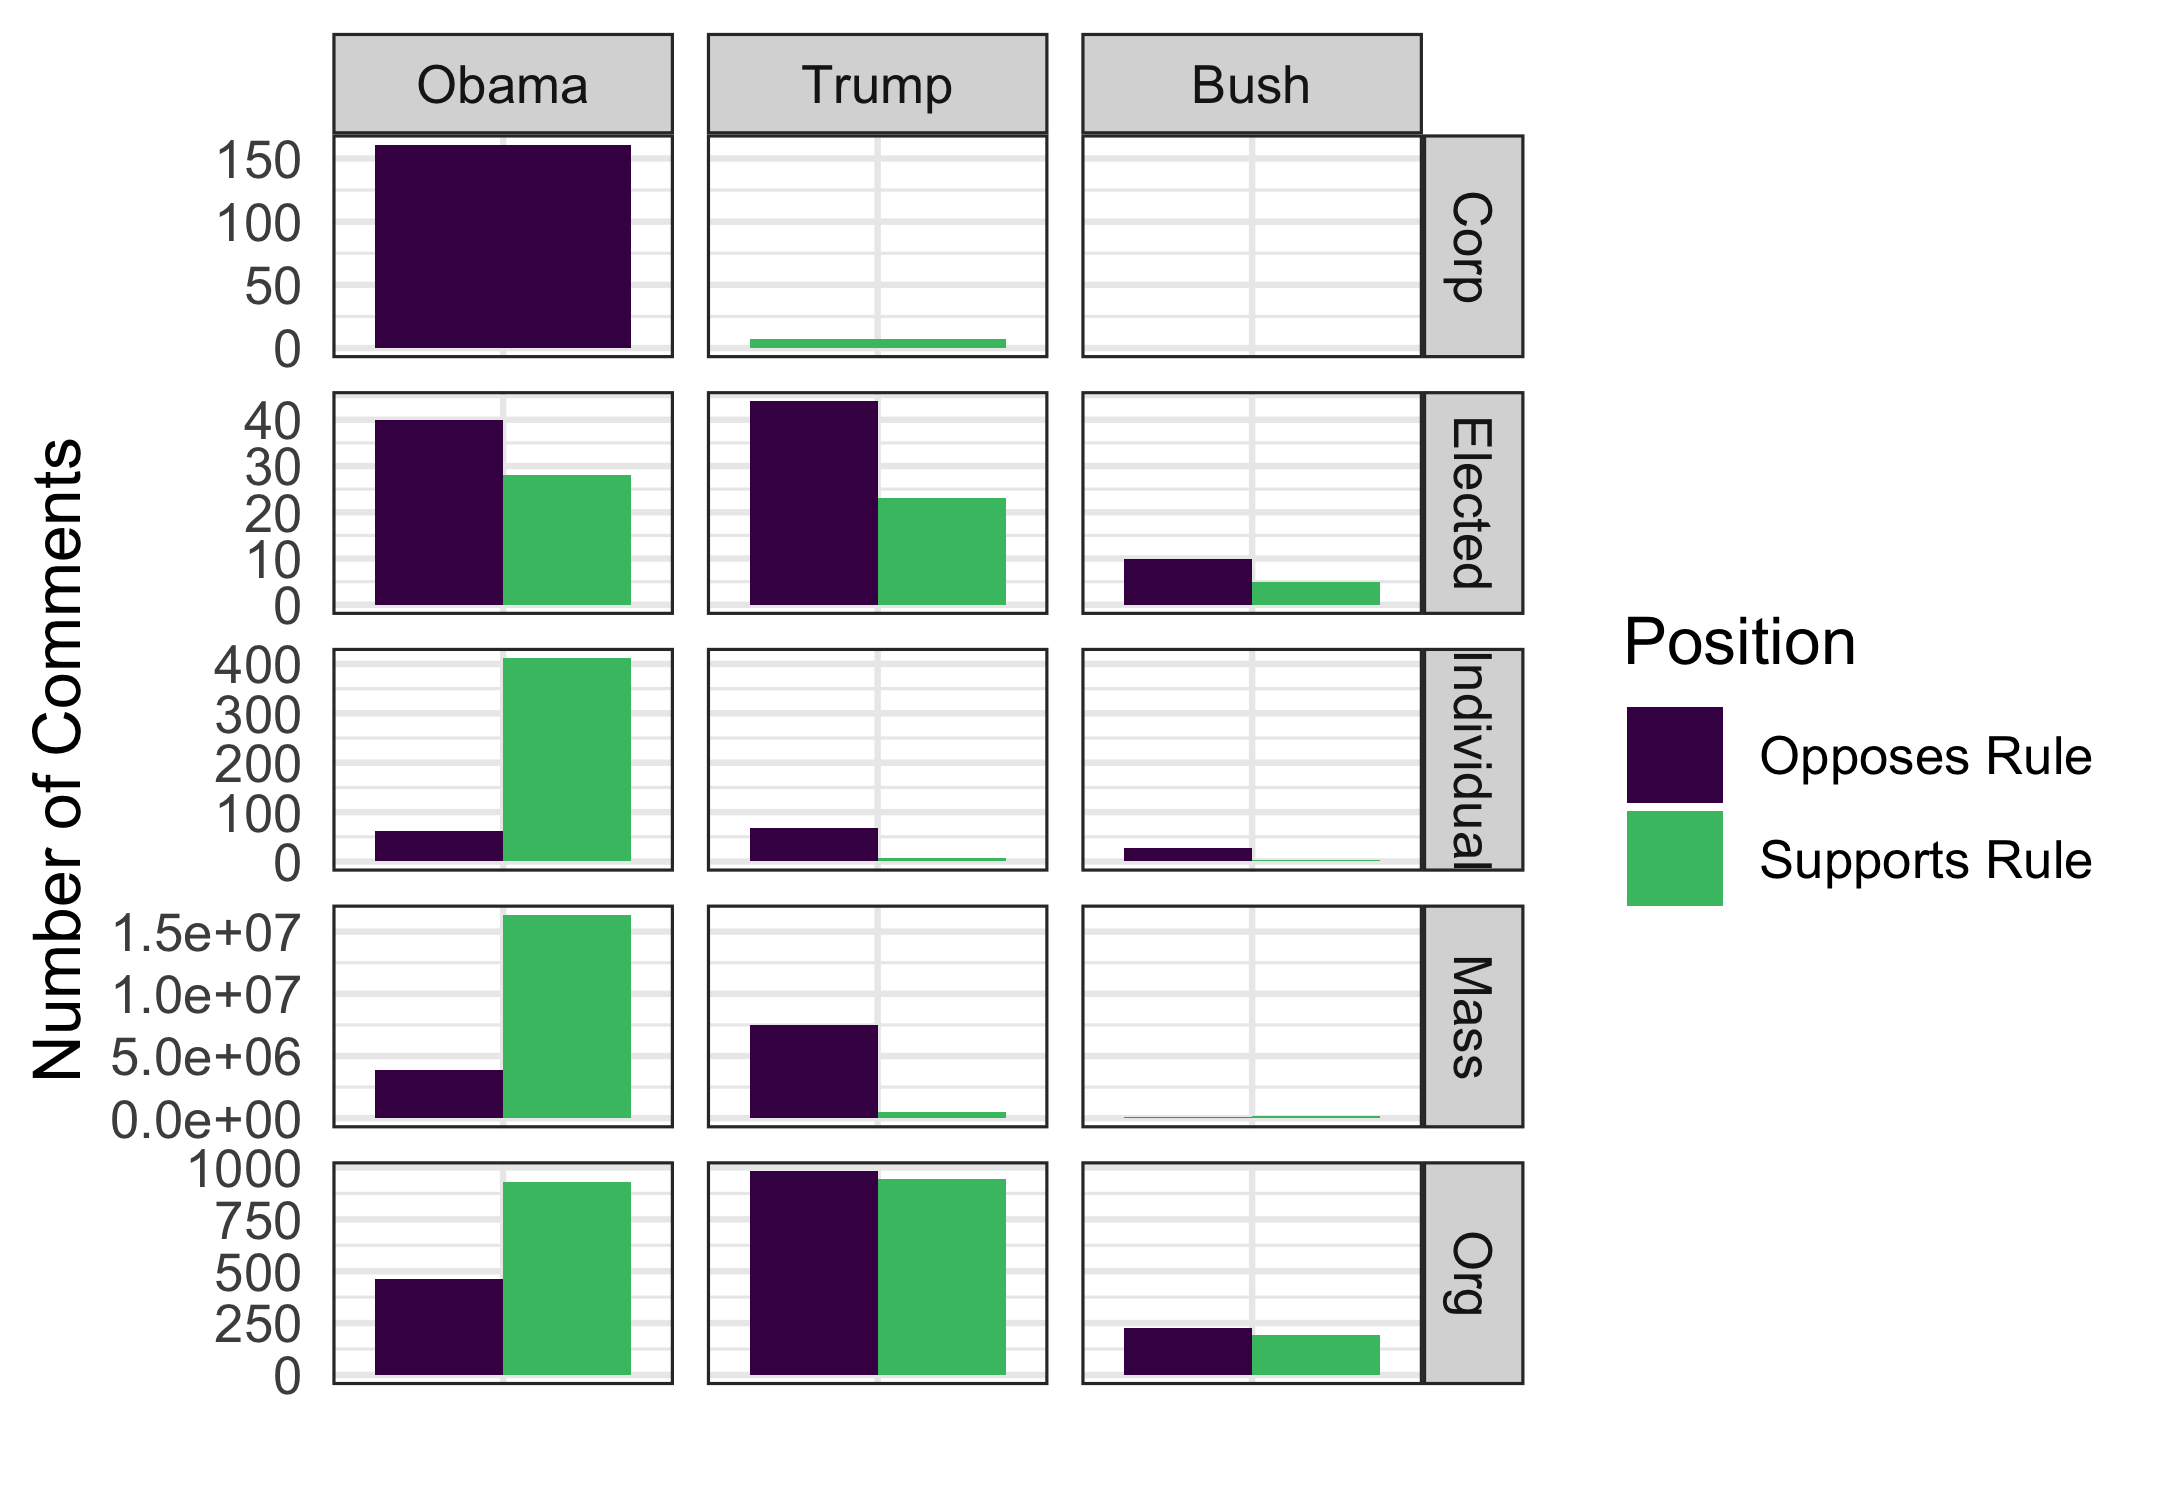 Obama Trump Bush
150
100
50
0
Corp
40
30
20
10
0
Elected
400
300
200
100
0
Individual
1.5e+07
1.0e+07
5.0e+06
0.0e+00
Mass
1000
750
500
250
0
Org
Number of Comments
Position
Opposes Rule
Supports Rule